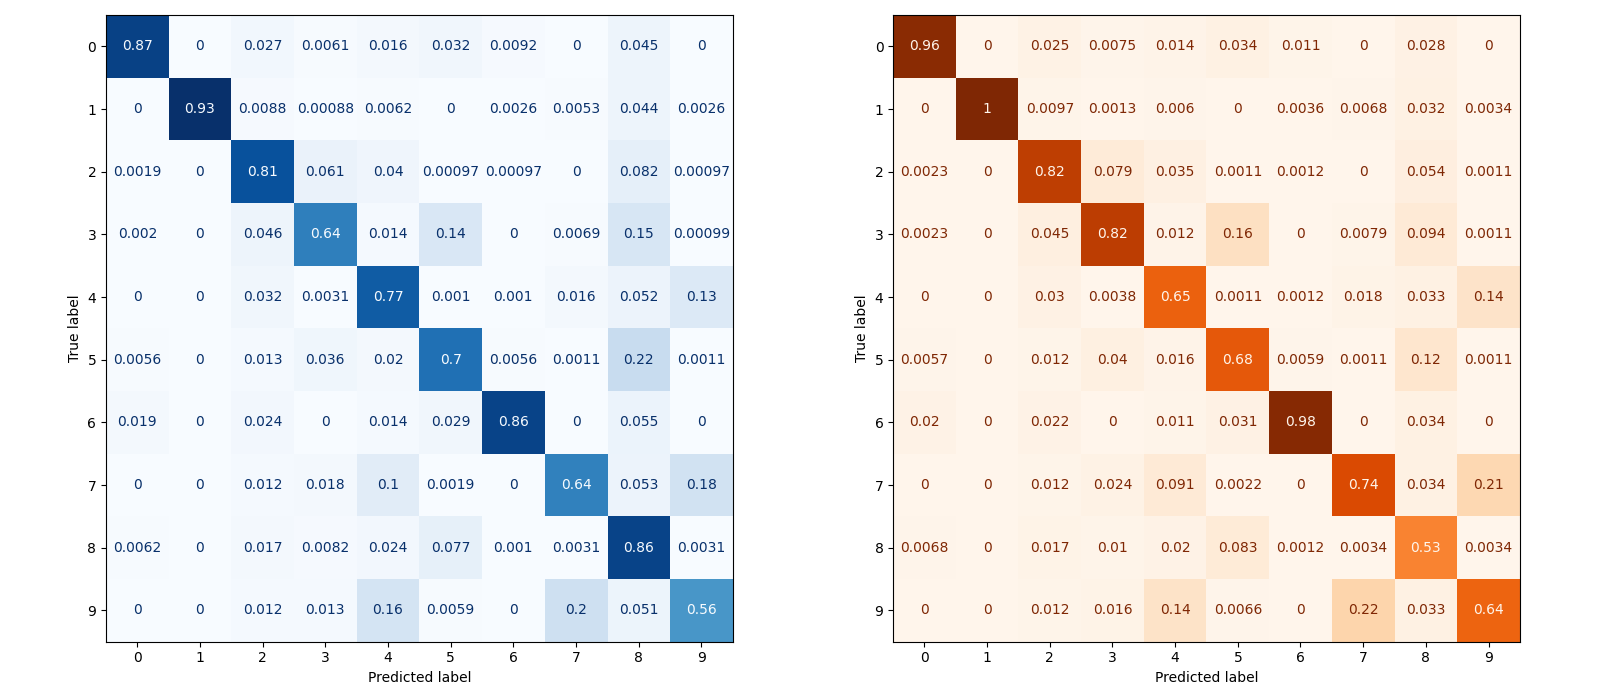 0 0.87 0 0.027 0.0061 0.016 0.032 0.0092 0 0.045 0
1 0 0.93 0.0088 0.00088 0.0062 0 0.0026 0.0053 0.044 0.0026
2 0.0019 0 0.81 0.061 0.04 0.00097 0.00097 0 0.082 0.00097
3 0.002 0 0.046 0.64 0.014 0.14 0 0.0069 0.15 0.00099
4 0 0 0.032 0.0031 0.77 0.001 0.001 0.016 0.052 0.13
True label
5 0.0056 0 0.013 0.036 0.02 0.7 0.0056 0.0011 0.22 0.0011
6 0.019 0 0.024 0 0.014 0.029 0.86 0 0.055 0
7 0 0 0.012 0.018 0.1 0.0019 0 0.64 0.053 0.18
8 0.0062 0 0.017 0.0082 0.024 0.077 0.001 0.0031 0.86 0.0031
9 0 0 0.012 0.013 0.16 0.0059 0 0.2 0.051 0.56
0 1 2 3 4 5 6 7 8 9
Predicted label
0 0.96 0 0.025 0.0075 0.014 0.034 0.011 0 0.028 0
1 0 1 0.0097 0.0013 0.006 0 0.0036 0.0068 0.032 0.0034
2 0.0023 0 0.82 0.079 0.035 0.0011 0.0012 0 0.054 0.0011
3 0.0023 0 0.045 0.82 0.012 0.16 0 0.0079 0.094 0.0011
4 0 0 0.03 0.0038 0.65 0.0011 0.0012 0.018 0.033 0.14
True label
5 0.0057 0 0.012 0.04 0.016 0.68 0.0059 0.0011 0.12 0.0011
6 0.02 0 0.022 0 0.011 0.031 0.98 0 0.034 0
7 0 0 0.012 0.024 0.091 0.0022 0 0.74 0.034 0.21
8 0.0068 0 0.017 0.01 0.02 0.083 0.0012 0.0034 0.53 0.0034
9 0 0 0.012 0.016 0.14 0.0066 0 0.22 0.033 0.64
0 1 2 3 4 5 6 7 8 9
Predicted label